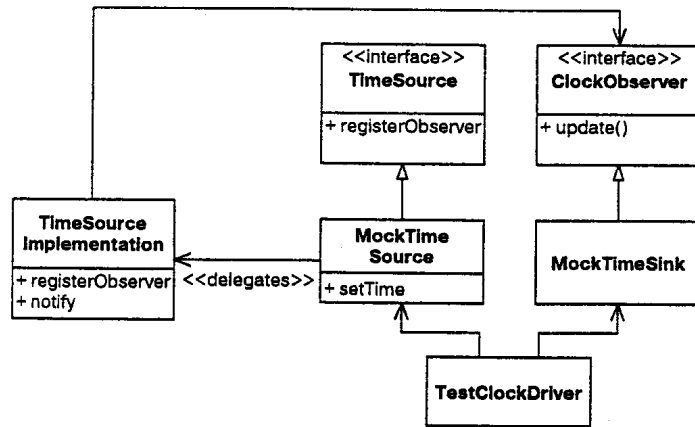 <<interface>>
TimeSource
+ registerObserver
<<interface>>
ClockObserver
+ update()
TimeSource
Implementation
+ registerObserver
+ notify
<<delegates>>
MockTime
Source
+ setTime
MockTimeSink
TestClockDriver